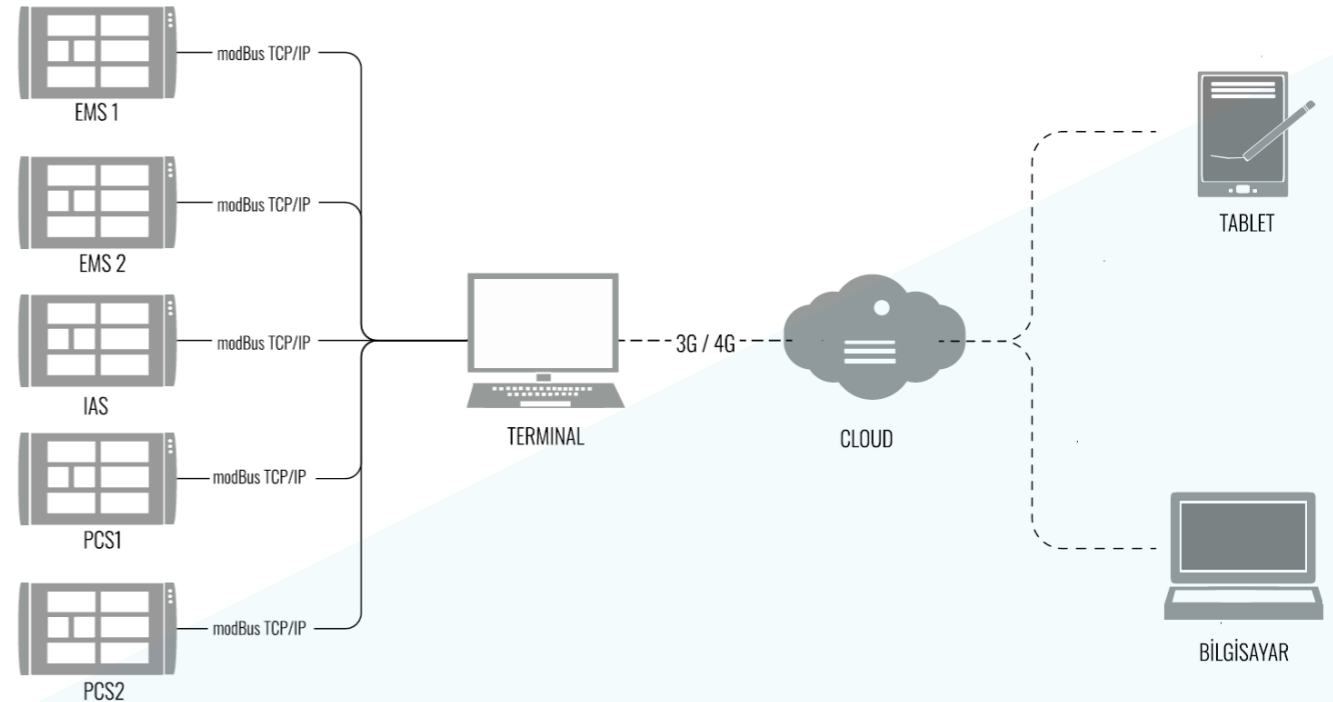 modBus TCP/IP
EMS 1
modBus TCP/IP
EMS 2
modBus TCP/IP
IAS
modBus TCP/IP
PCS1
modBus TCP/IP
PCS2
TERMINAL
3G / 4G
CLOUD
TABLET
BİLGİSAYAR